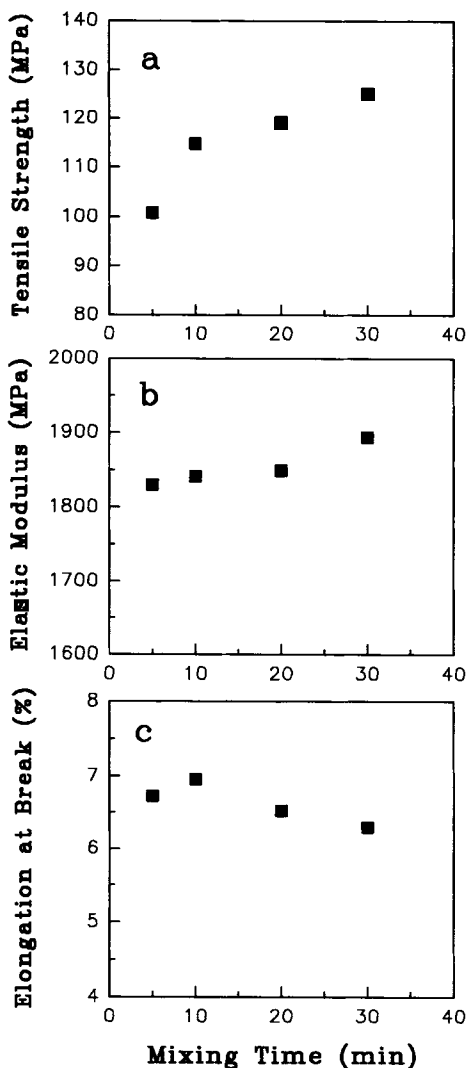 Tensile Strength (MPa)
a
140
130
120
110
100
90
80
0 10 20 30 40
Elastic Modulus (MPa)
b
2000
1900
1800
1700
1600
0 10 20 30 40
Elongation at Break (%)
c
8
7
6
5
4
0 10 20 30 40
Mixing Time (min)